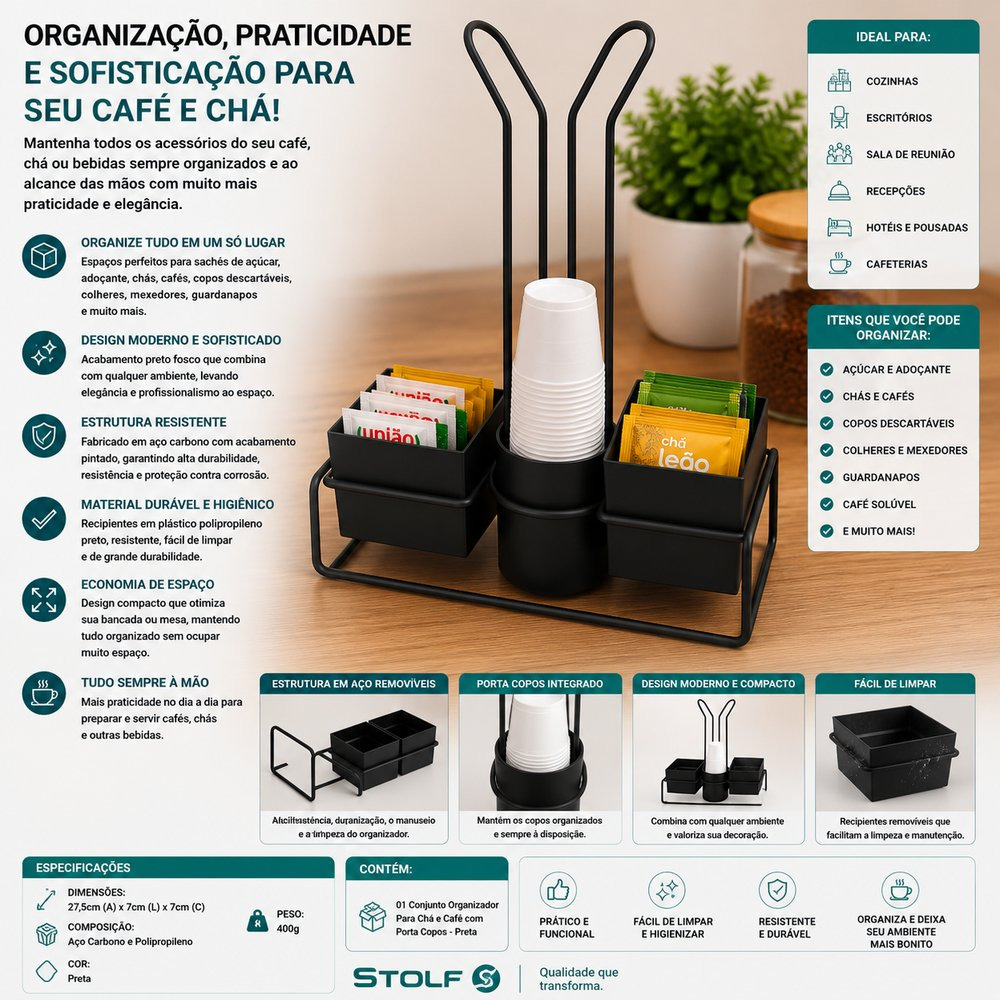 ORGANIZAÇÃO, PRATICIDADE
E SOFISTICAÇÃO PARA
SEU CAFÉ E CHÁ!
Mantenha todos os acessórios do seu café,
chá ou bebidas sempre organizados e ao
alcance das mãos com muito mais
praticidade e elegância.
ORGANIZE TUDO EM UM SÓ LUGAR
Espaços perfeitos para sachês de açúcar,
adoçante, chás, cafés, copos descartáveis,
colheres, mexedores, guardanapos
e muito mais.
DESIGN MODERNO E SOFISTICADO
Acabamento preto fosco que combina
com qualquer ambiente, levando
elegância e profissionalismo ao espaço.
ESTRUTURA RESISTENTE
Fabricado em aço carbono com acabamento
pintado, garantindo alta durabilidade,
resistência e proteção contra corrosão.
MATERIAL DURÁVEL E HIGIÊNICO
Recipientes em plástico polipropileno
preto, resistente, fácil de limpar
e de grande durabilidade.
ECONOMIA DE ESPAÇO
Design compacto que otimiza
sua bancada ou mesa, mantendo
tudo organizado sem ocupar
muito espaço.
TUDO SEMPRE À MÃO
Mais praticidade no dia a dia para
preparar e servir cafés, chás
e outras bebidas.
união
chá
leão
IDEAL PARA:
COZINHAS
ESCRITÓRIOS
SALA DE REUNIÃO
RECEPÇÕES
HOTÉIS E POUSADAS
CAFETERIAS
ITENS QUE VOCÊ PODE
ORGANIZAR:
AÇÚCAR E ADOÇANTE
CHÁS E CAFÉS
COPOS DESCARTÁVEIS
COLHERES E MEXEDORES
GUARDANAPOS
CAFÉ SOLÚVEL
E MUITO MAIS!
ESTRUTURA EM AÇO REMOVÍVEIS
o manuseio
e a limpeza do organizador.
PORTA COPOS INTEGRADO
Mantém os copos organizados
e sempre à disposição.
DESIGN MODERNO E COMPACTO
Combina com qualquer ambiente
e valoriza sua decoração.
FÁCIL DE LIMPAR
Recipientes removíveis que
facilitam a limpeza e manutenção.
ESPECIFICAÇÕES
DIMENSÕES:
27,5cm (A) x 7cm (L) x 7cm (C)
COMPOSIÇÃO:
Aço Carbono e Polipropileno
COR:
Preta
PESO:
400g
CONTÉM:
01 Conjunto Organizador
Para Chá e Café com
Porta Copos - Preta
PRÁTICO E
FUNCIONAL
FÁCIL DE LIMPAR
E HIGIENIZAR
RESISTENTE
E DURÁVEL
ORGANIZA E DEIXA
SEU AMBIENTE
MAIS BONITO
STOLF
Qualidade que
transforma.